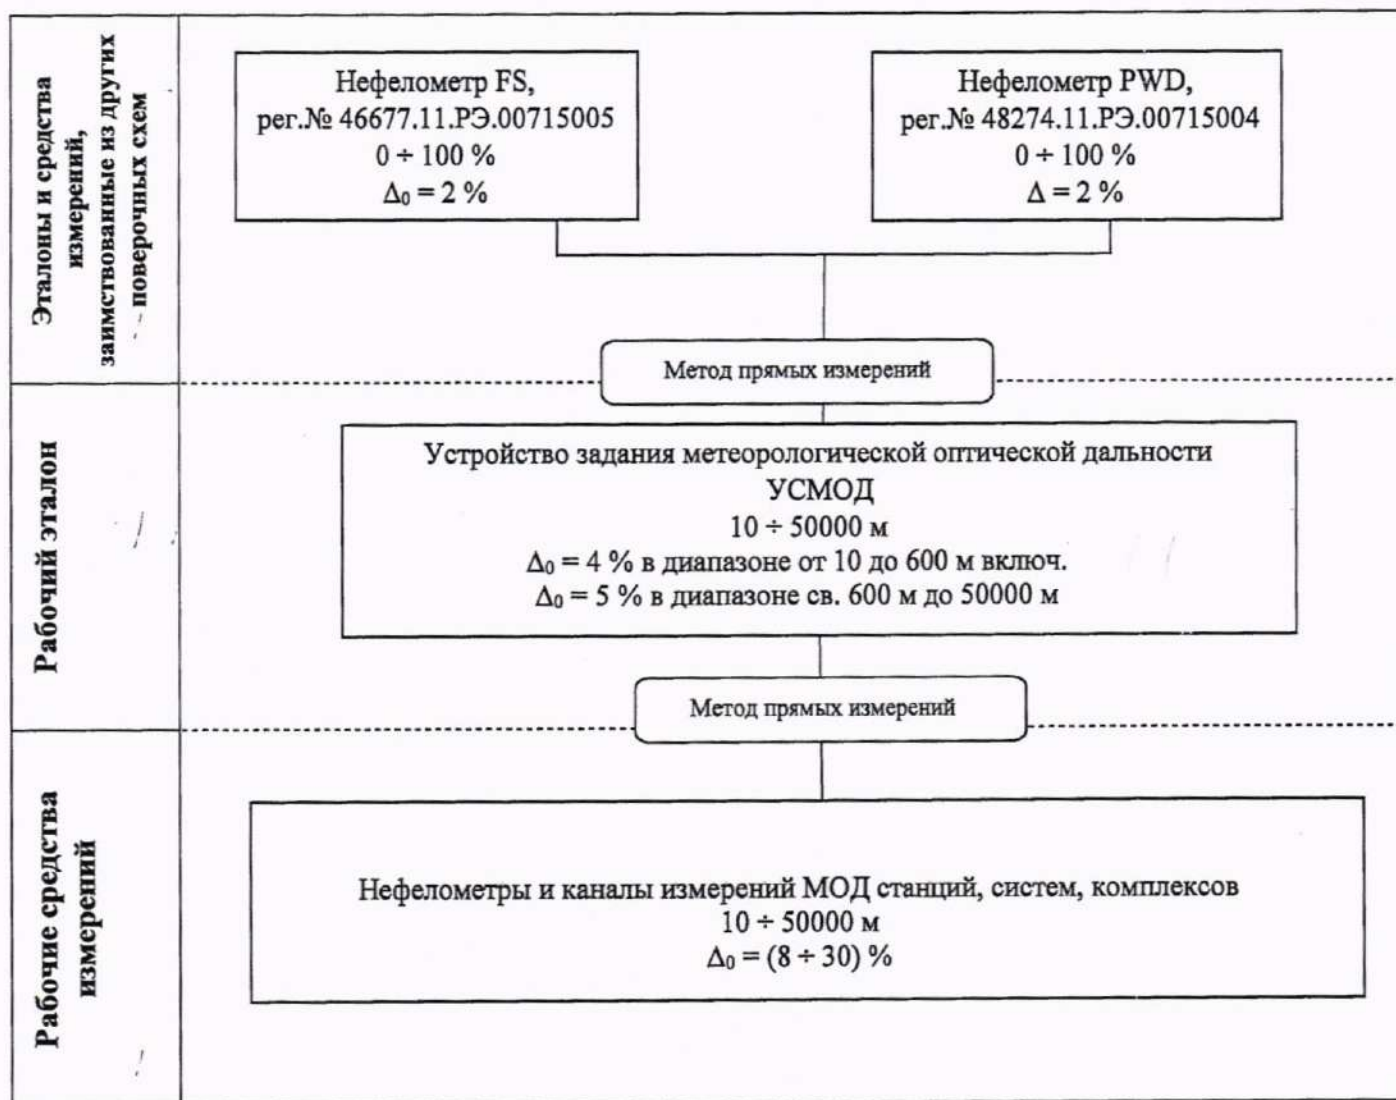 Эталоны и средства
измерений,
заимствованные из других
поверочных схем
Нефелометр FS,
рег.№ 46677.11.РЭ.00715005
0 ÷ 100 %
Δ₀ = 2 %
Нефелометр PWD,
рег.№ 48274.11.РЭ.00715004
0 ÷ 100 %
Δ = 2 %
Метод прямых измерений
Рабочий эталон
Устройство задания метеорологической оптической дальности
УСМОД
10 ÷ 50000 м
Δ₀ = 4 % в диапазоне от 10 до 600 м включ.
Δ₀ = 5 % в диапазоне св. 600 м до 50000 м
Метод прямых измерений
Рабочие средства
измерений
Нефелометры и каналы измерений МОД станций, систем, комплексов
10 ÷ 50000 м
Δ₀ = (8 ÷ 30) %